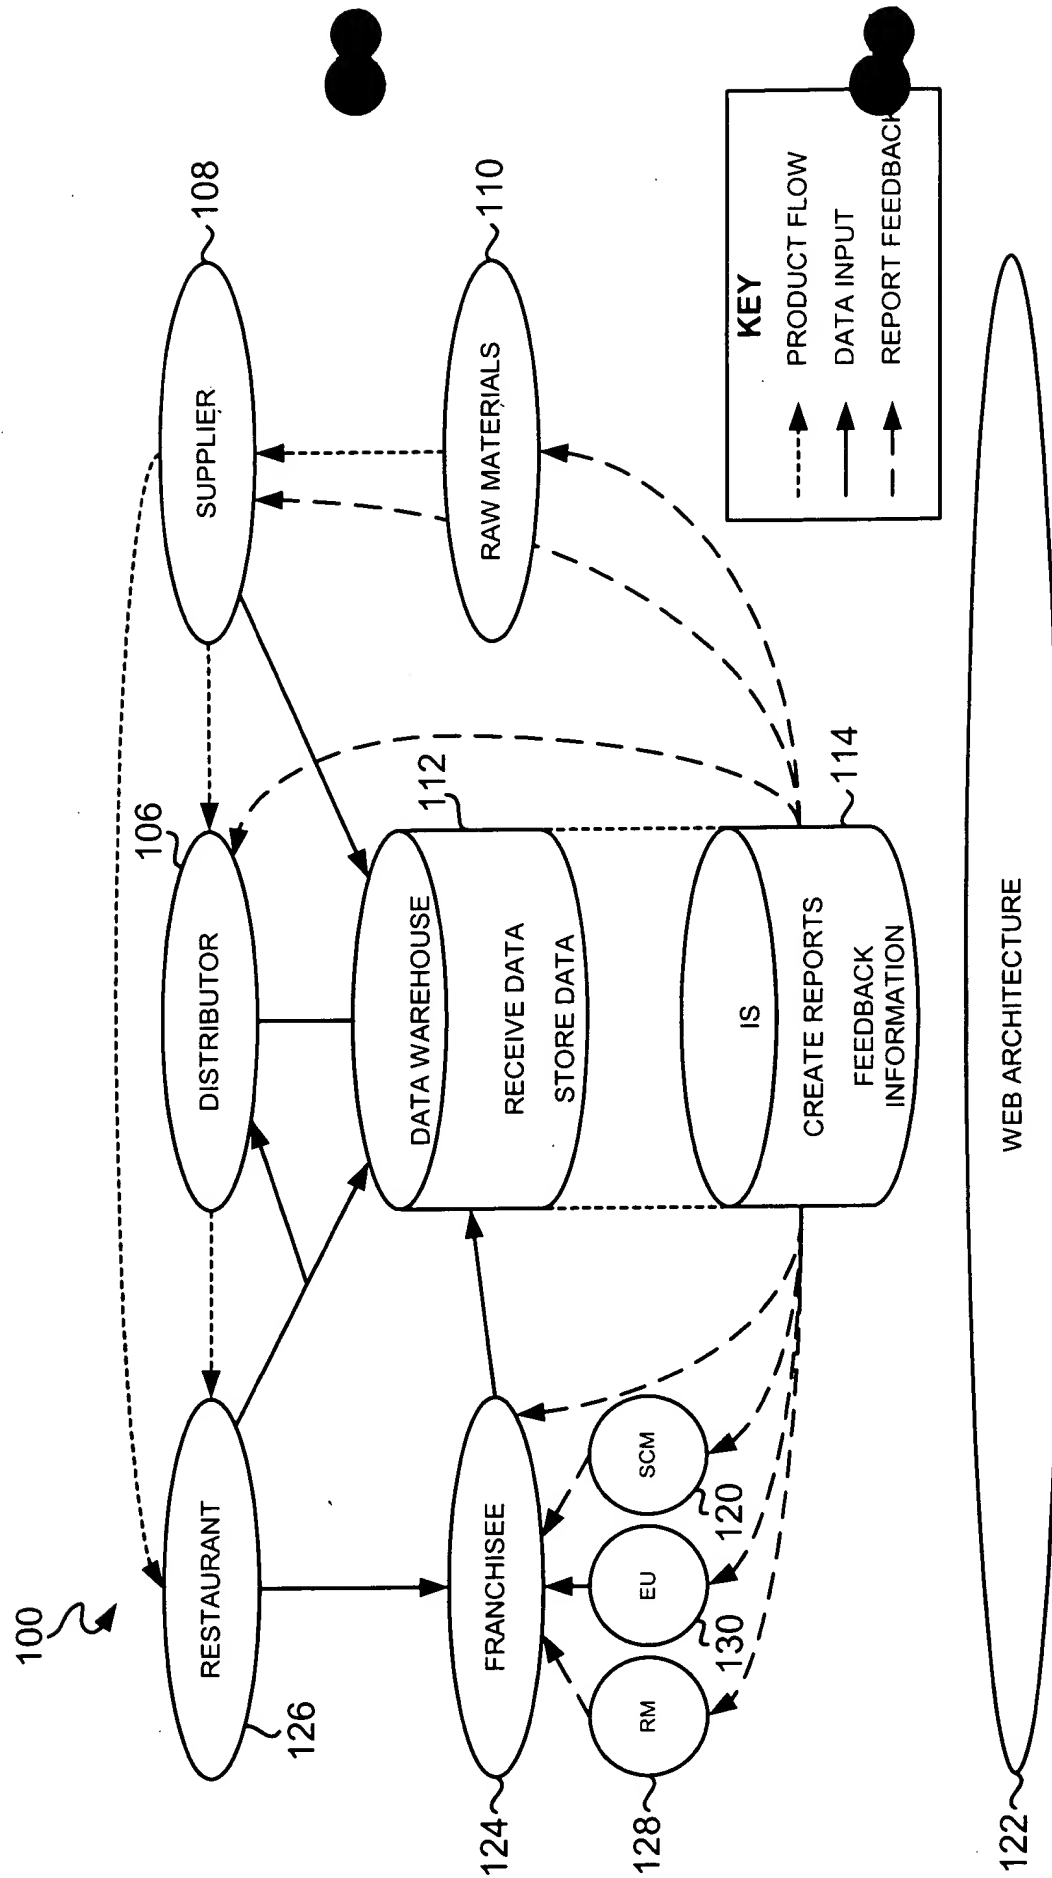 100
RESTAURANT
126
DISTRIBUTOR
106
SUPPLIER
108
FRANCHISEE
124
DATA WAREHOUSE
RECEIVE DATA
STORE DATA
112
RAW MATERIALS
110
RM
128
EU
130
SCM
120
IS
CREATE REPORTS
FEEDBACK
INFORMATION
114
KEY
PRODUCT FLOW
DATA INPUT
REPORT FEEDBACK
WEB ARCHITECTURE
122